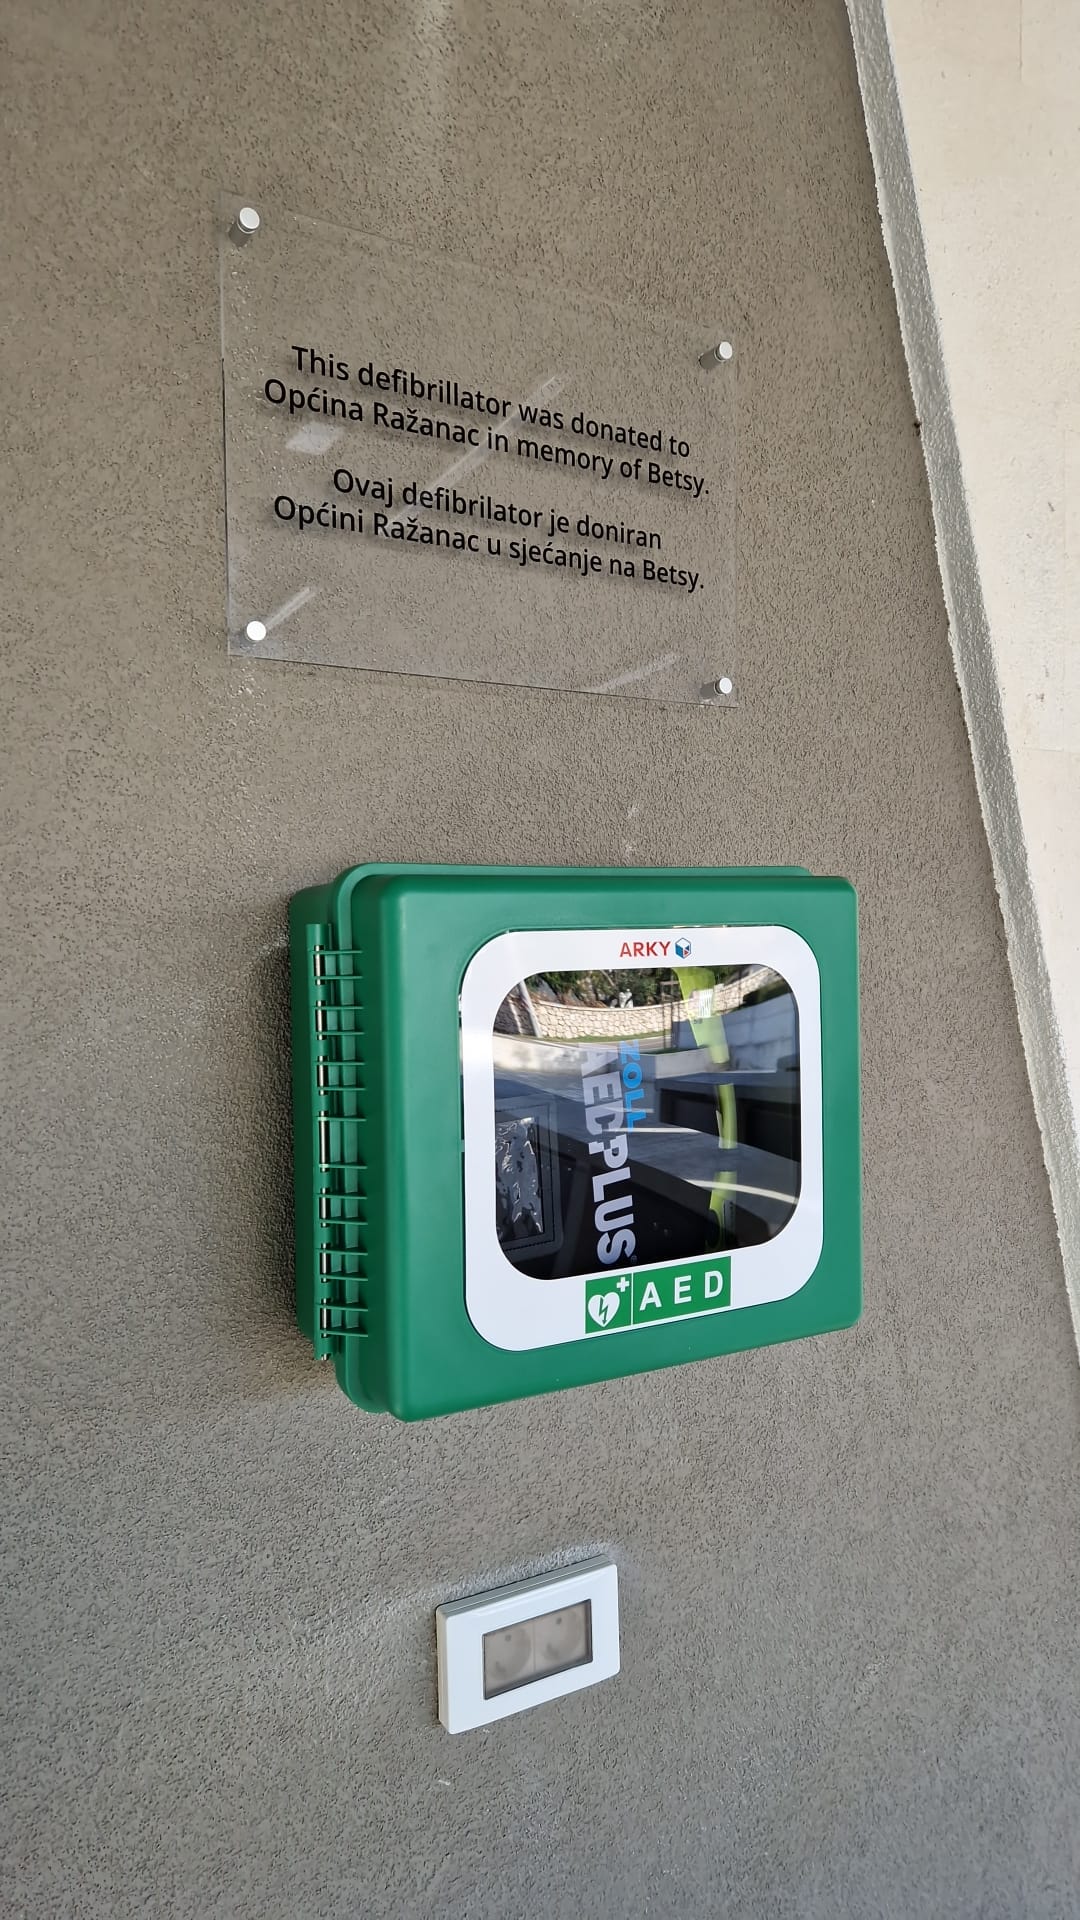 This defibrillator was donated to
Općina Ražanac in memory of Betsy.
Ovaj defibrilator je doniran
Općini Ražanac u sjećanje na Betsy.
ARKY
ZOLL
AED PLUS
AED